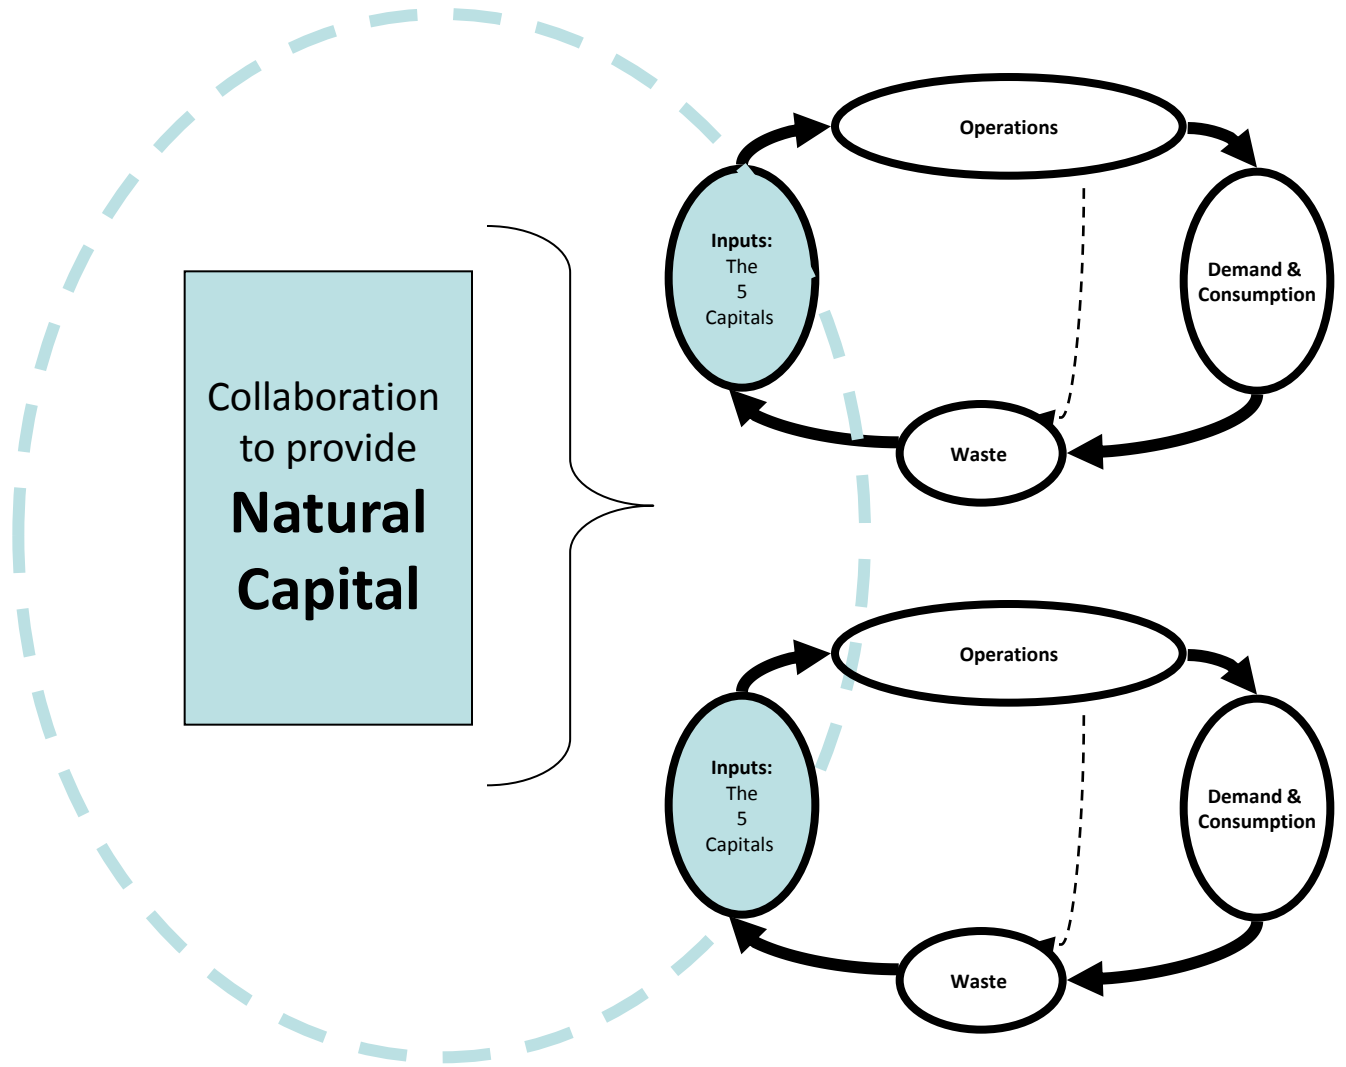 Collaboration
to provide
Natural
Capital
Operations
Inputs:
The
5
Capitals
Demand &
Consumption
Waste
Operations
Inputs:
The
5
Capitals
Demand &
Consumption
Waste